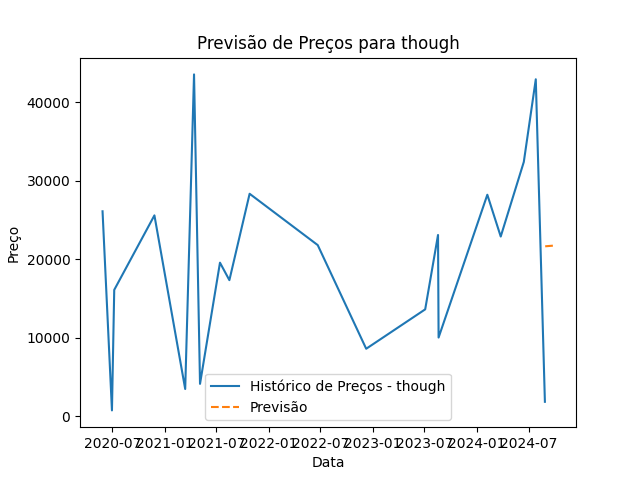 Previsão de Preços para though
Preço
40000
30000
20000
10000
0
Histórico de Preços - though
Previsão
2020-07 2021-01 2021-07 2022-01 2022-07 2023-01 2023-07 2024-01 2024-07
Data